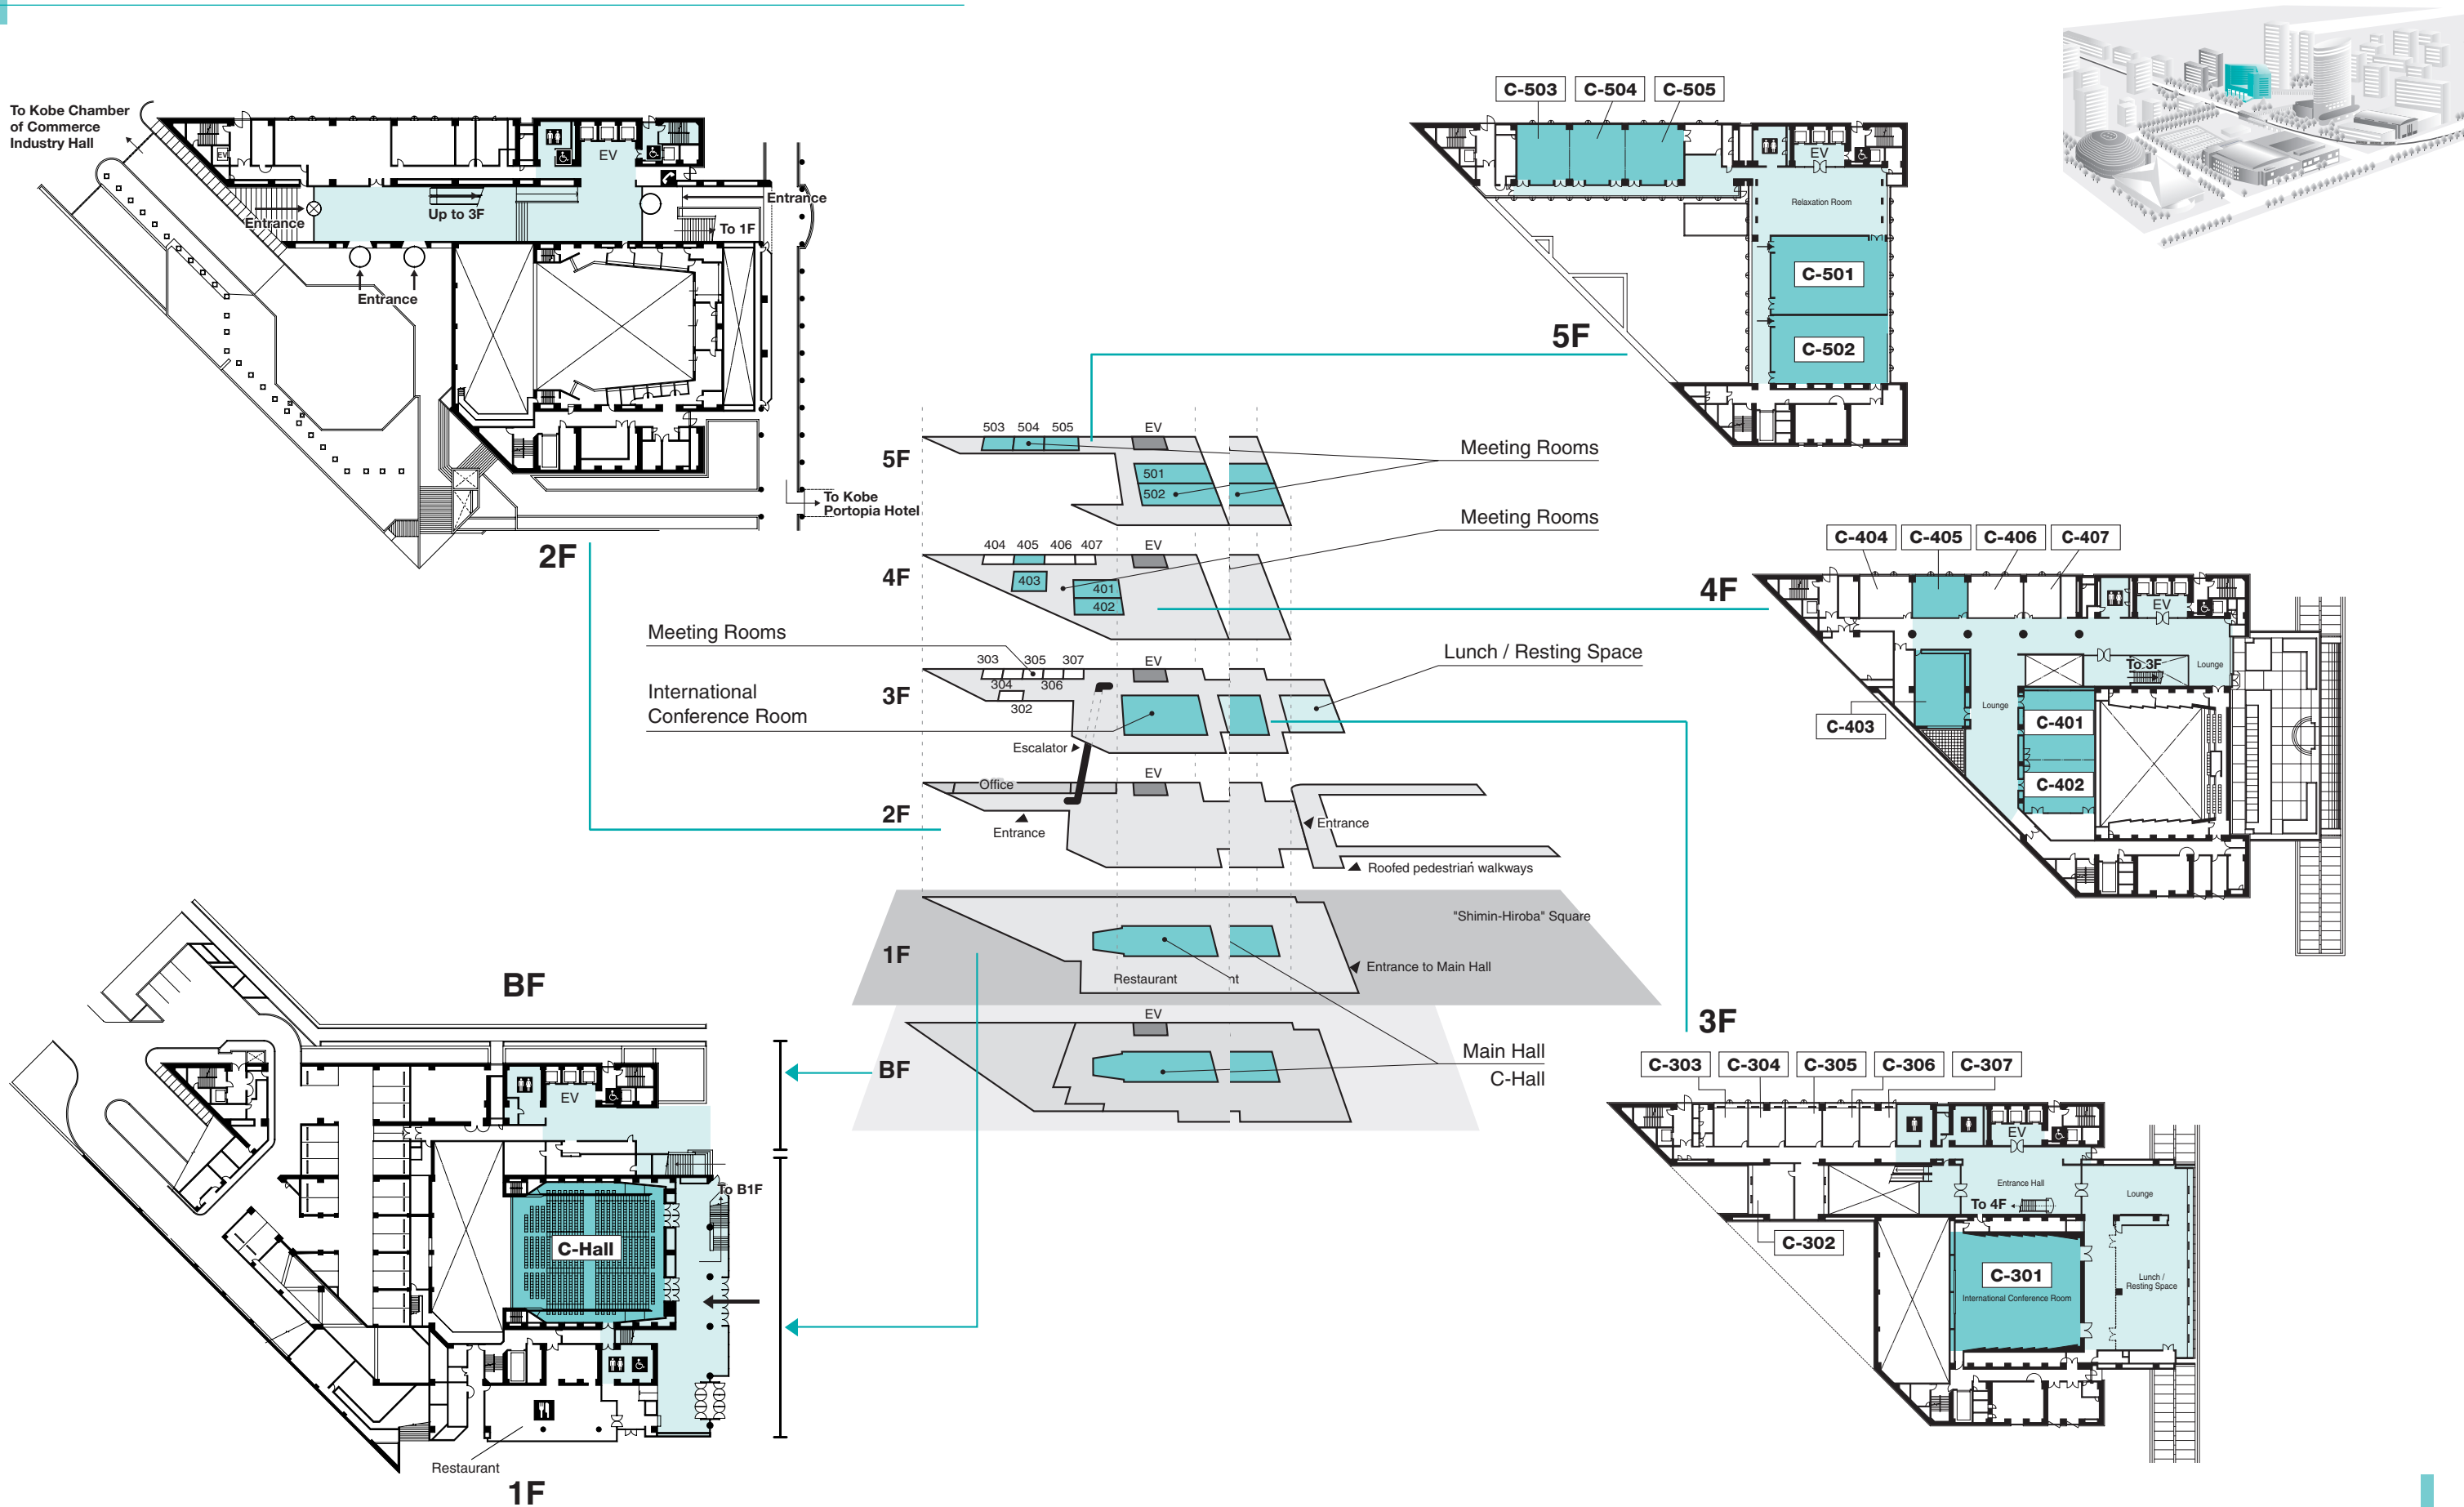 To Kobe Chamber
of Commerce
Industry Hall
EV
EV
Entrance
Up to 3F
Entrance
To 1F
Entrance
To Kobe
Portopia Hotel
2F
C-503
C-504
C-505
EV
Relaxation Room
C-501
C-502
5F
5F
503
504
505
EV
501
502
Meeting Rooms
4F
404
405
406
407
EV
403
401
402
Meeting Rooms
3F
303
305
307
EV
304
306
302
Meeting Rooms
International
Conference Room
Lunch / Resting Space
Escalator
2F
Office
EV
Entrance
Entrance
Roofed pedestrian walkways
1F
"Shimin-Hiroba" Square
Restaurant
nt
Entrance to Main Hall
BF
EV
Main Hall
C-Hall
4F
C-404
C-405
C-406
C-407
EV
To 3F
Lounge
Lounge
C-403
C-401
C-402
3F
C-303
C-304
C-305
C-306
C-307
EV
Entrance Hall
To 4F
Lounge
C-302
C-301
International Conference Room
Lunch /
Resting Space
BF
EV
To B1F
C-Hall
Restaurant
1F